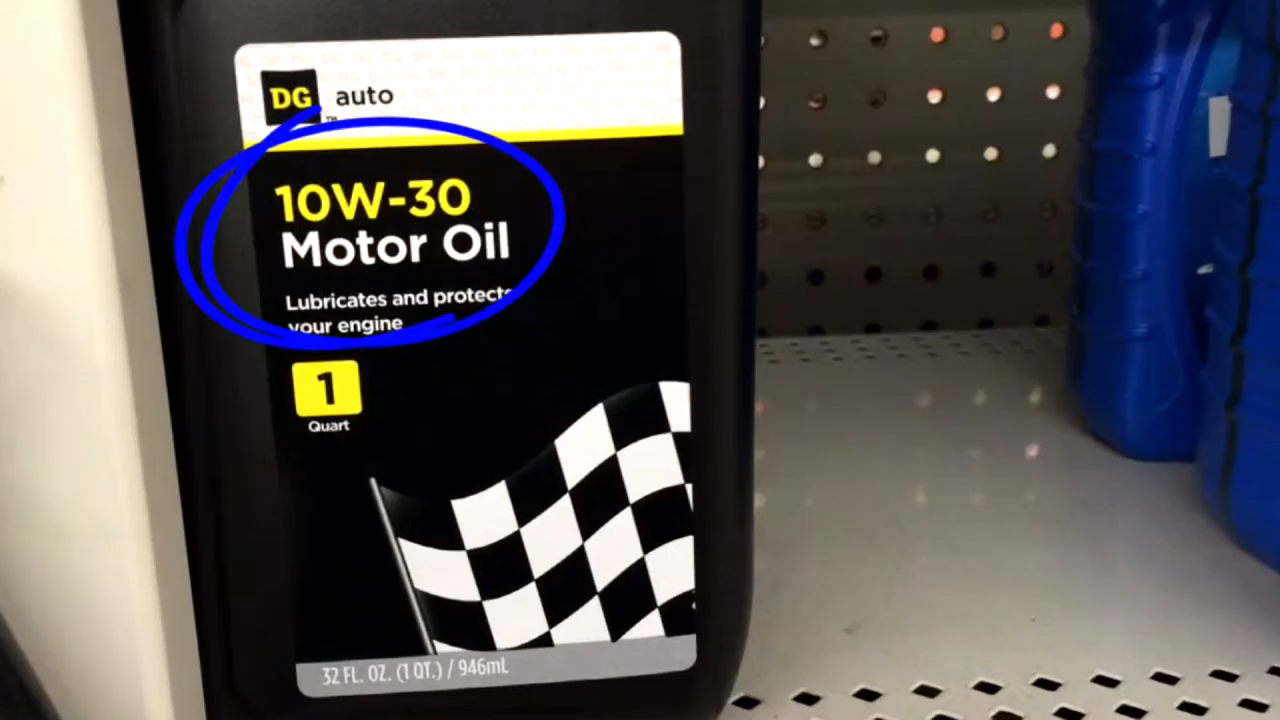 DG auto
TM
10W-30
Motor Oil
Lubricates and protects
your engine
1
Quart
32 FL. OZ. (1 QT.) / 946mL